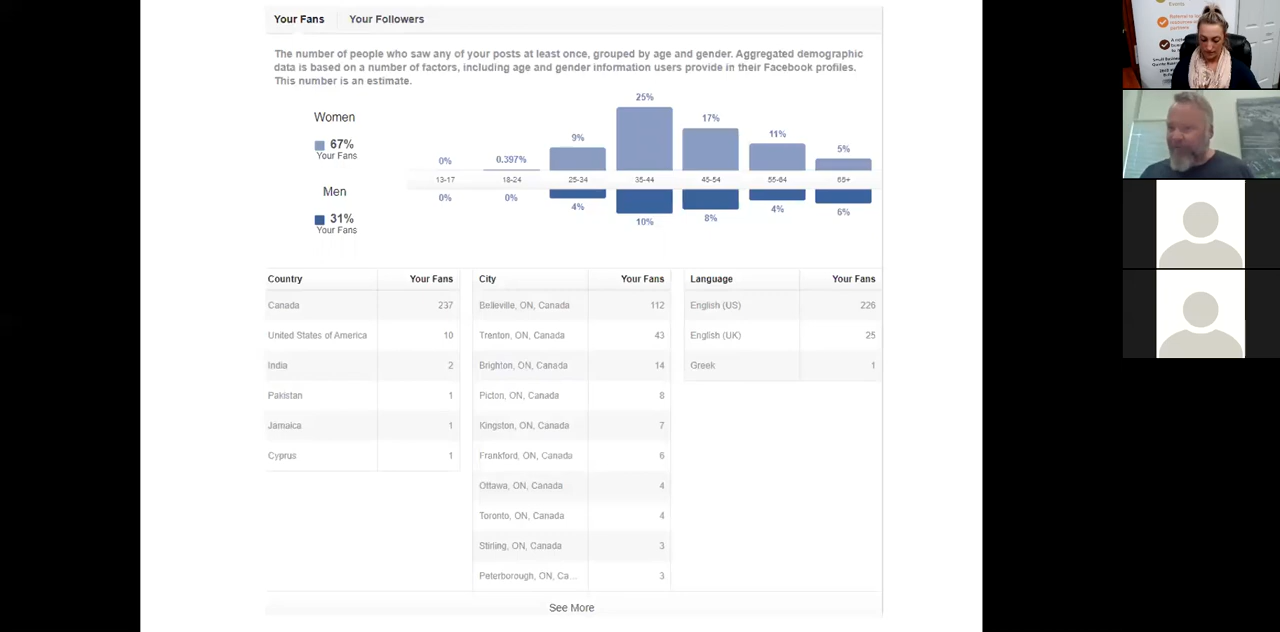 Your Fans
Your Followers
The number of people who saw any of your posts at least once, grouped by age and gender. Aggregated demographic
data is based on a number of factors, including age and gender information users provide in their Facebook profiles.
This number is an estimate.
Women
67%
Your Fans
0% 0.397% 9% 25% 17% 11% 5%
13-17 18-24 25-34 35-44 45-54 55-64 65+
Men
31%
Your Fans
0% 0% 4% 10% 8% 4% 6%
Country Your Fans
Canada 237
United States of America 10
India 2
Pakistan 1
Jamaica 1
Cyprus 1
City Your Fans
Belleville, ON, Canada 112
Trenton, ON, Canada 43
Brighton, ON, Canada 14
Picton, ON, Canada 8
Kingston, ON, Canada 7
Frankford, ON, Canada 6
Ottawa, ON, Canada 4
Toronto, ON, Canada 4
Stirling, ON, Canada 3
Peterborough, ON, Ca... 3
Language Your Fans
English (US) 226
English (UK) 25
Greek 1
See More
Events